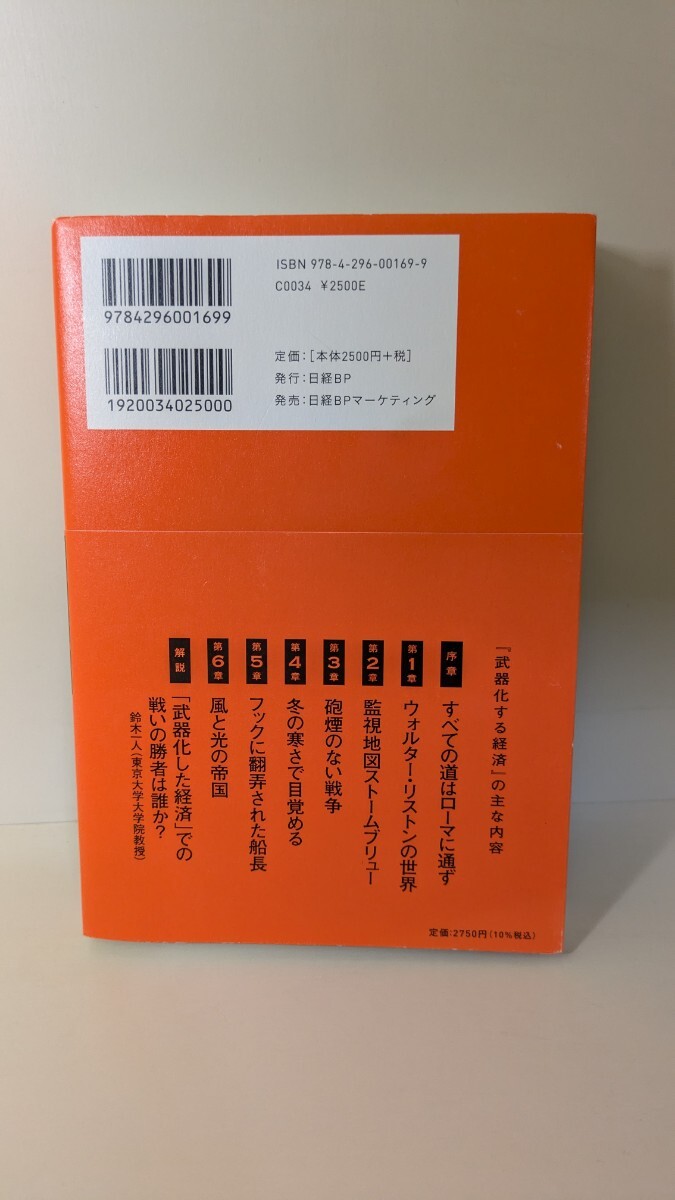 ISBN 978-4-296-00169-9
C0034 ¥2500E
9784296001699
定価:[本体2500円+税]
発行:日経BP
発売:日経BPマーケティング
1920034025000
『武器化する経済』の主な内容
序章 すべての道はローマに通ず
第1章 ウォルター・リストンの世界
第2章 監視地図ストームブリュー
第3章 砲煙のない戦争
第4章 冬の寒さで目覚める
第5章 フックに翻弄された船長
第6章 風と光の帝国
解説 「武器化した経済」での
戦いの勝者は誰か?
鈴木一人(東京大学大学院教授)
定価:2750円(10%税込)